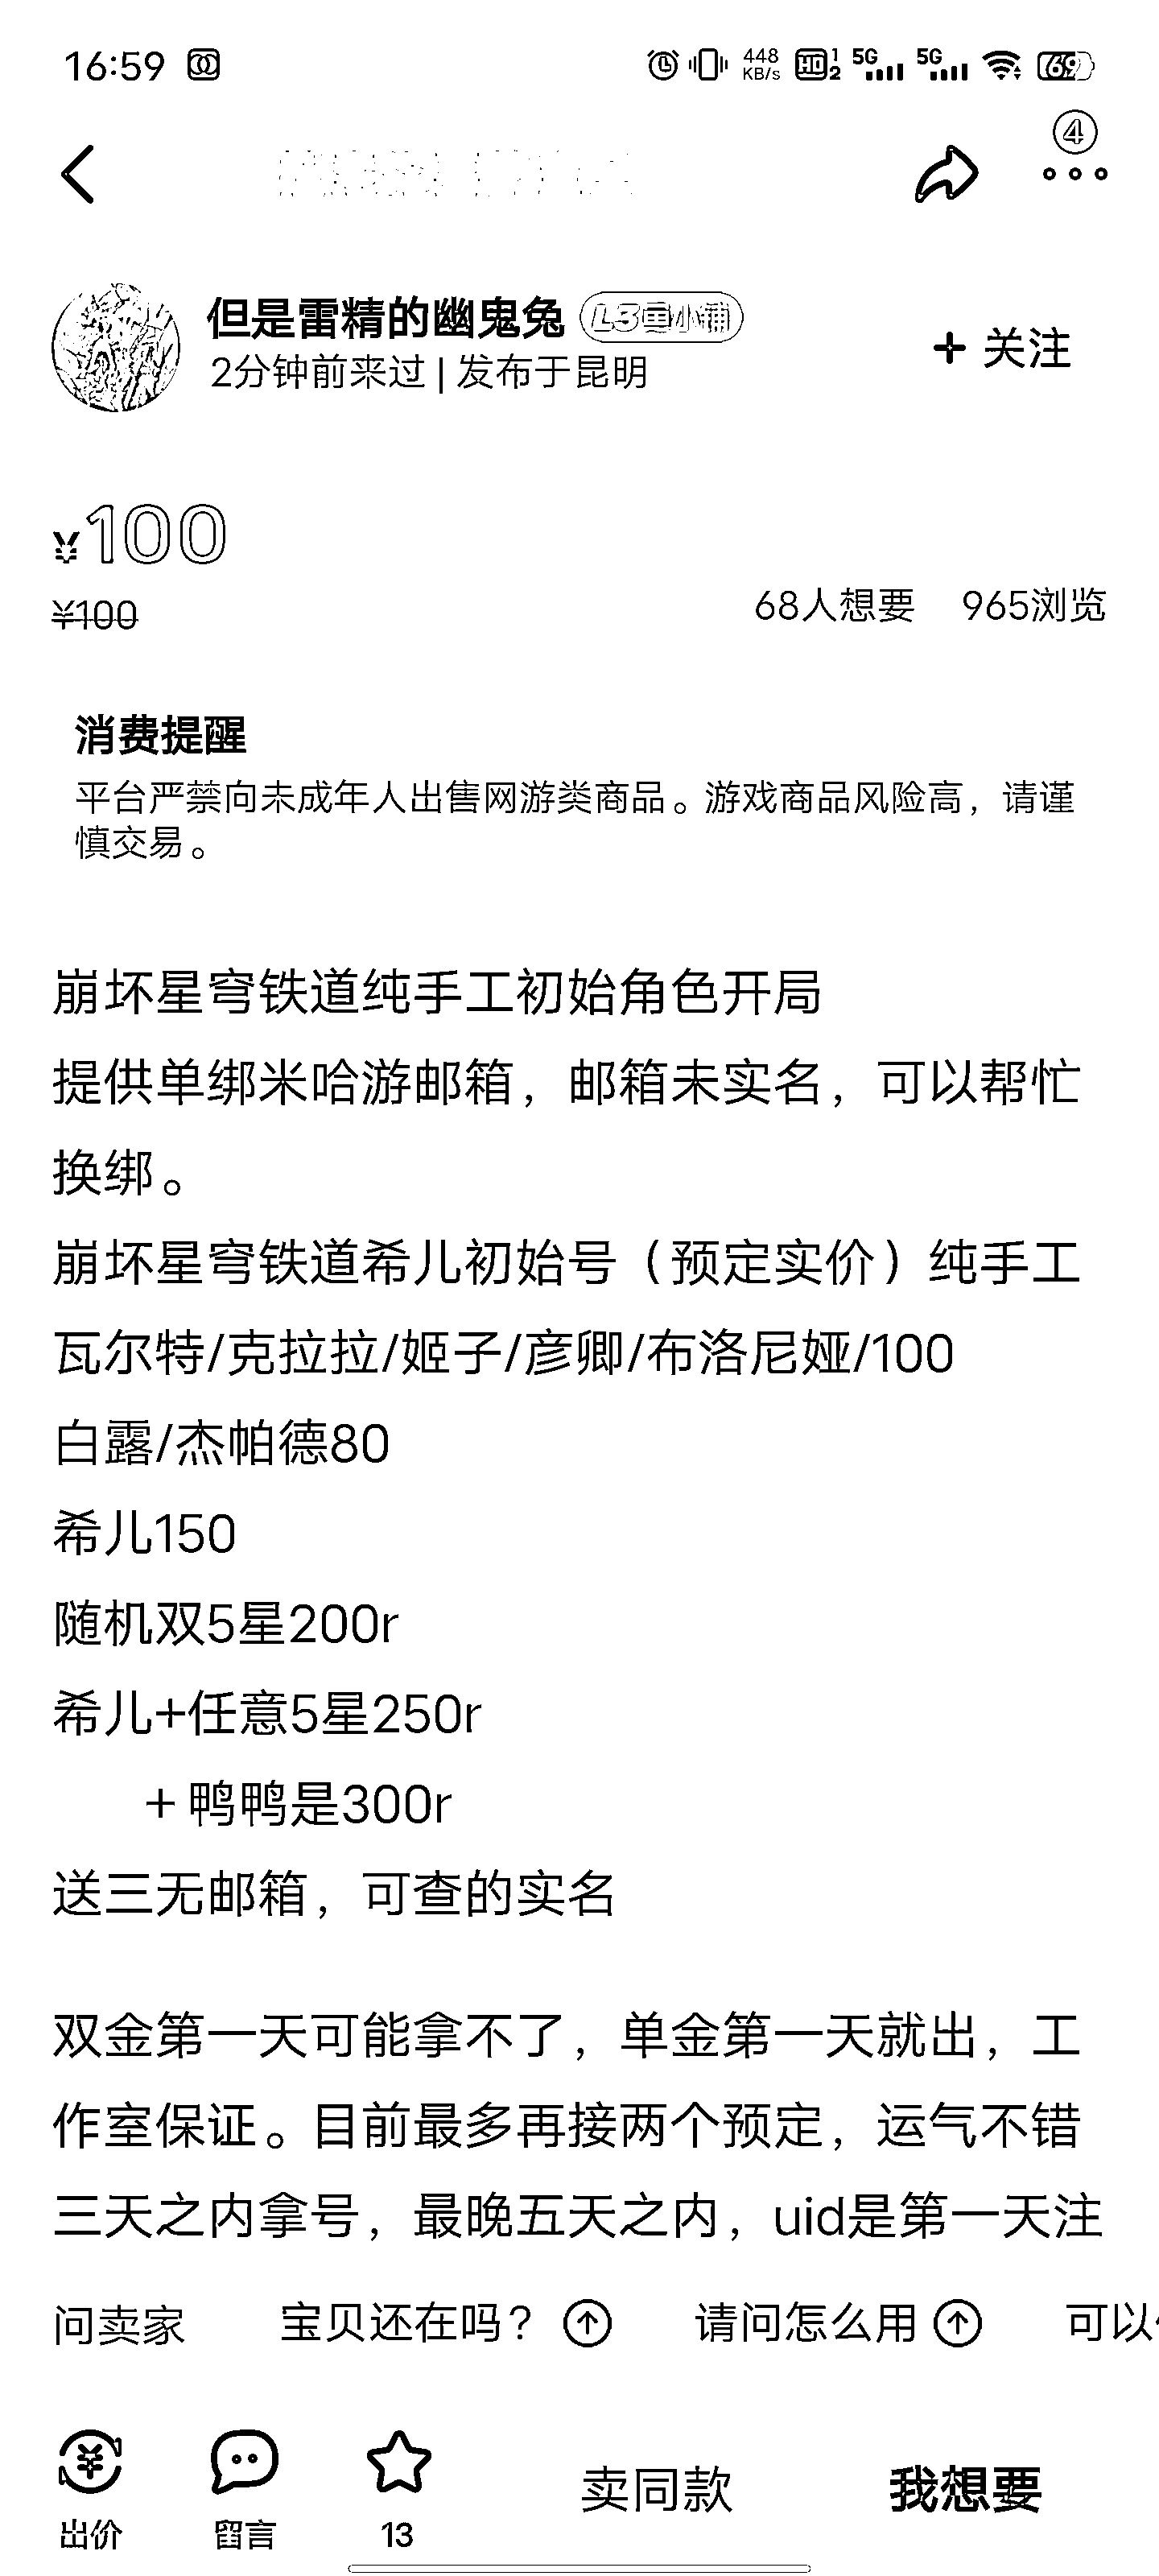 16:59
448 KB/s
HD 1 2
5G
5G
69
4
但是雷精的幽鬼兔 L3鱼小铺
2分钟前来过 | 发布于昆明
+ 关注
¥100
¥100
68人想要 965浏览
消费提醒
平台严禁向未成年人出售网游类商品。游戏商品风险高，请谨
慎交易。
崩坏星穹铁道纯手工初始角色开局
提供单绑米哈游邮箱，邮箱未实名，可以帮忙
换绑。
崩坏星穹铁道希儿初始号（预定实价）纯手工
瓦尔特/克拉拉/姬子/彦卿/布洛尼娅/100
白露/杰帕德80
希儿150
随机双5星200r
希儿+任意5星250r
+鸭鸭是300r
送三无邮箱，可查的实名
双金第一天可能拿不了，单金第一天就出，工
作室保证。目前最多再接两个预定，运气不错
三天之内拿号，最晚五天之内，uid是第一天注
问卖家 宝贝还在吗？ 请问怎么用 可以
出价 留言 13 卖同款 我想要